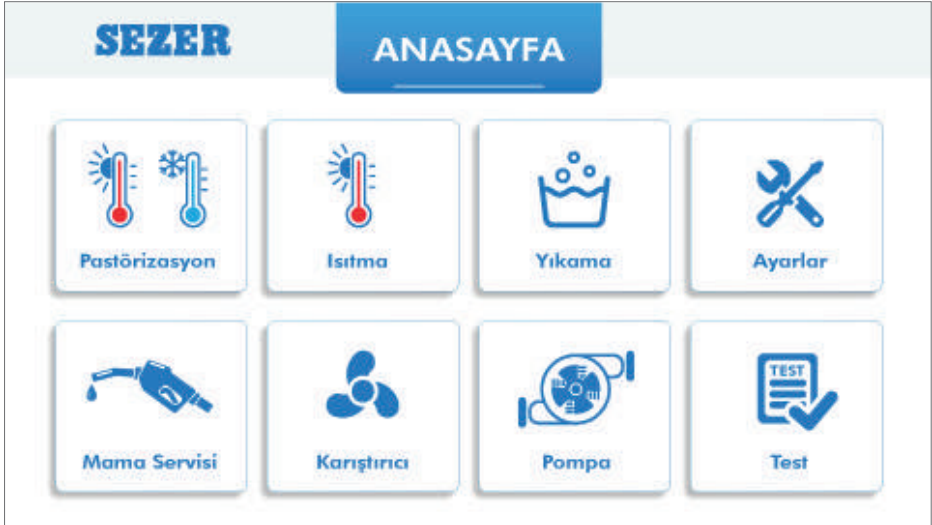 SEZER
ANASAYFA
Pastörizasyon
Isıtma
Yıkama
Ayarlar
TEST
Mama Servisi
Karıştırıcı
Pompa
Test